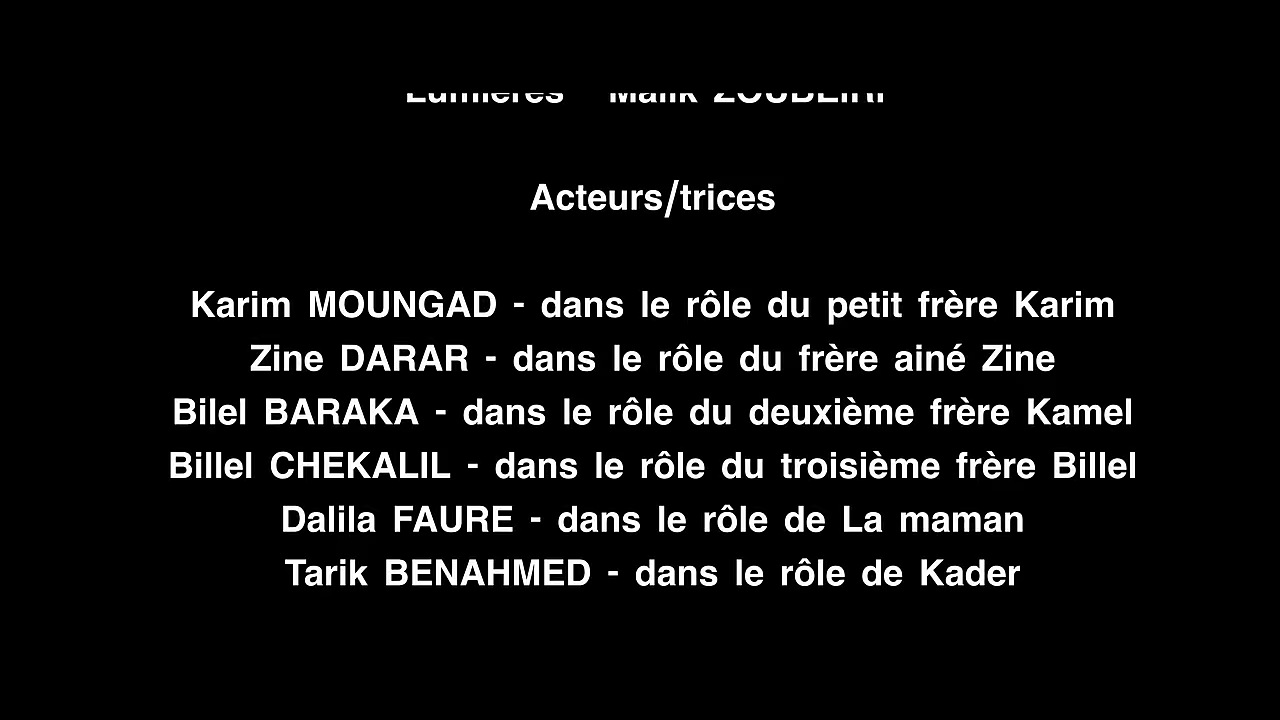 Lumières Malik
Acteurs/trices
Karim MOUNGAD - dans le rôle du petit frère Karim
Zine DARAR - dans le rôle du frère ainé Zine
Bilel BARAKA - dans le rôle du deuxième frère Kamel
Billel CHEKALIL - dans le rôle du troisième frère Billel
Dalila FAURE - dans le rôle de La maman
Tarik BENAHMED - dans le rôle de Kader